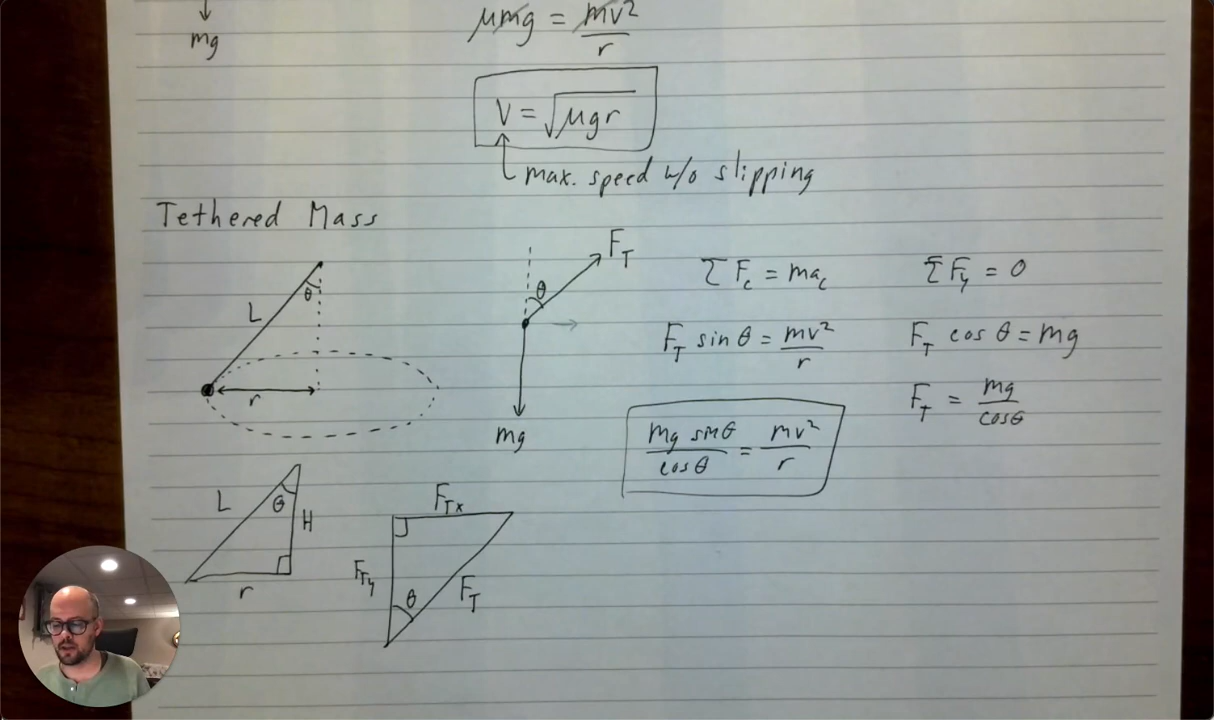 mg
μmg = mv²/r
V = √μgr
max. speed w/o slipping
Tethered Mass
L θ r
F_T θ mg
ΣF_c = ma_c
F_T sin θ = mv²/r
mg sinθ/cosθ = mv²/r
ΣF_y = 0
F_T cos θ = mg
F_T = mg/cosθ
L θ H r
F_Tx F_Ty θ F_T